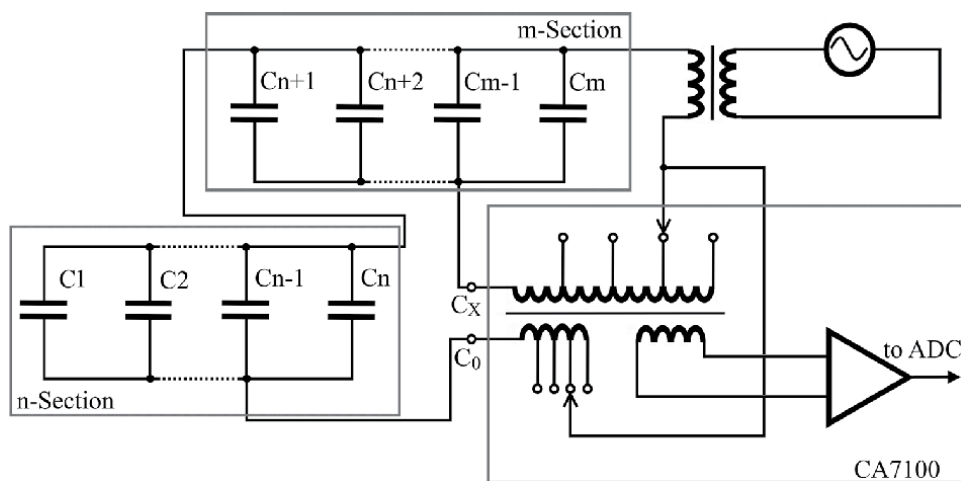 m-Section
Cn+1
Cn+2
Cm-1
Cm
C1
C2
Cn-1
Cn
n-Section
CX
C0
to ADC
CA7100